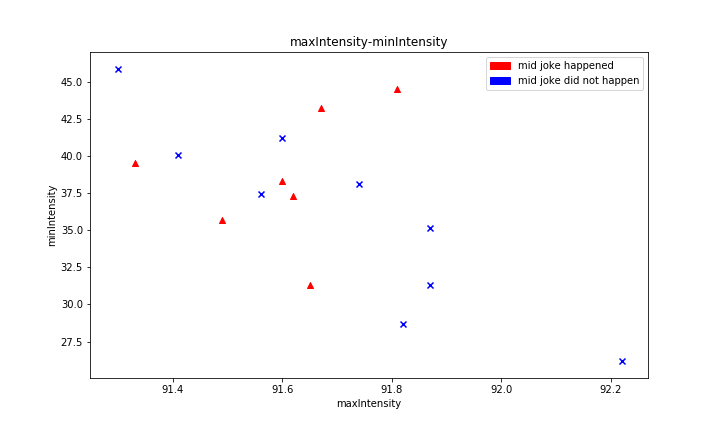 maxIntensity-minIntensity
mid joke happened
mid joke did not happen
45.0
42.5
40.0
37.5
35.0
32.5
30.0
27.5
minIntensity
91.4 91.6 91.8 92.0 92.2
maxIntensity